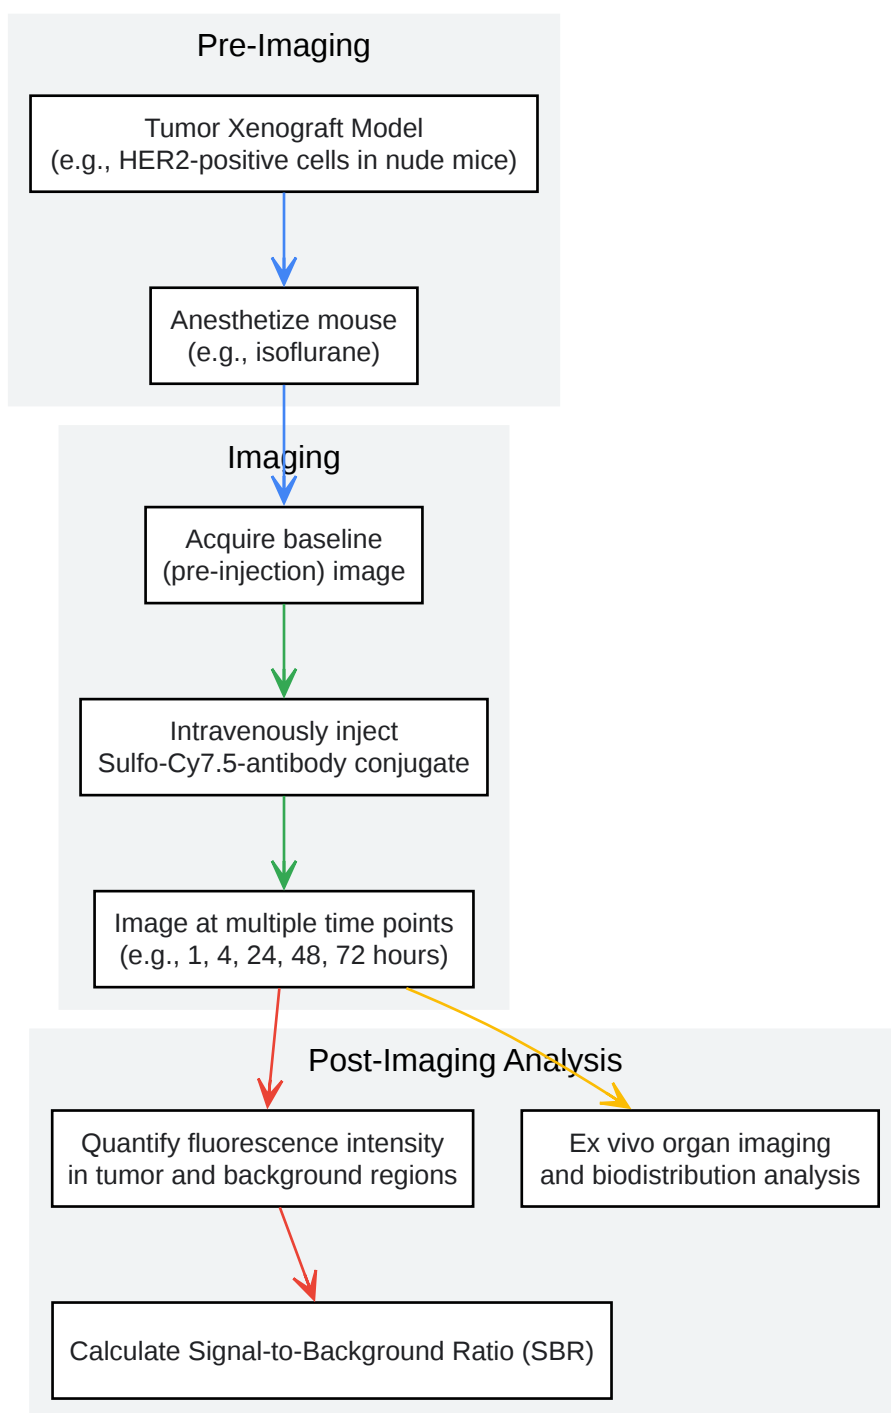 Pre-Imaging
Tumor Xenograft Model
(e.g., HER2-positive cells in nude mice)
Anesthetize mouse
(e.g., isoflurane)
Imaging
Acquire baseline
(pre-injection) image
Intravenously inject
Sulfo-Cy7.5-antibody conjugate
Image at multiple time points
(e.g., 1, 4, 24, 48, 72 hours)
Post-Imaging Analysis
Quantify fluorescence intensity
in tumor and background regions
Ex vivo organ imaging
and biodistribution analysis
Calculate Signal-to-Background Ratio (SBR)